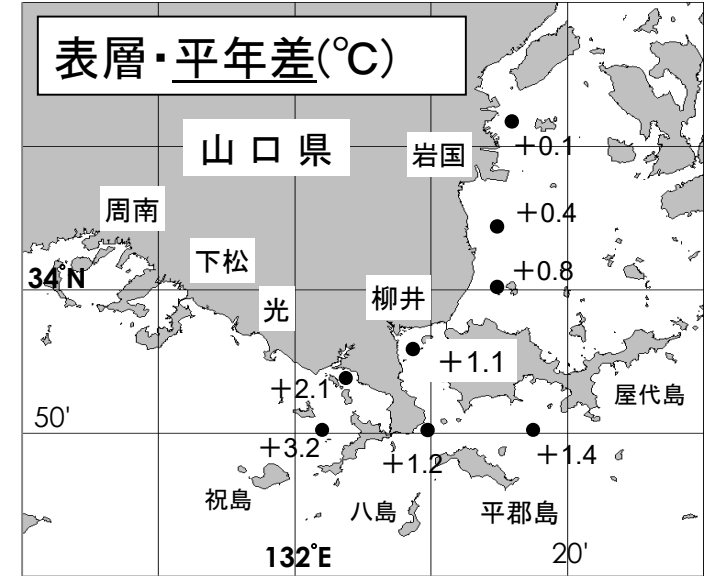 表層・平年差(℃)
山口県
岩国
+0.1
周南
+0.4
下松
34°N
+0.8
光
柳井
+1.1
+2.1
屋代島
50'
+3.2
+1.2
+1.4
祝島
八島
平郡島
132°E
20'